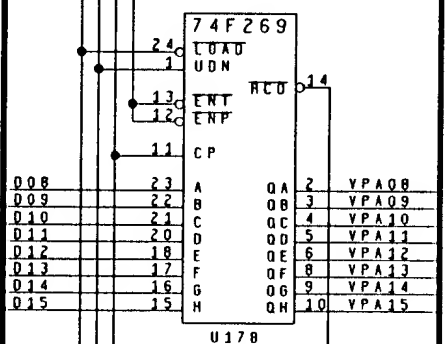 74F269
24 LOAD
1 UDN
RCO 14
13 ENT
12 ENP
11 CP
D08 23 A QA 2 VPA08
D09 22 B QB 3 VPA09
D10 21 C QC 4 VPA10
D11 20 D QD 5 VPA11
D12 18 E QE 6 VPA12
D13 17 F QF 8 VPA13
D14 16 G QG 9 VPA14
D15 15 H QH 10 VPA15
U178